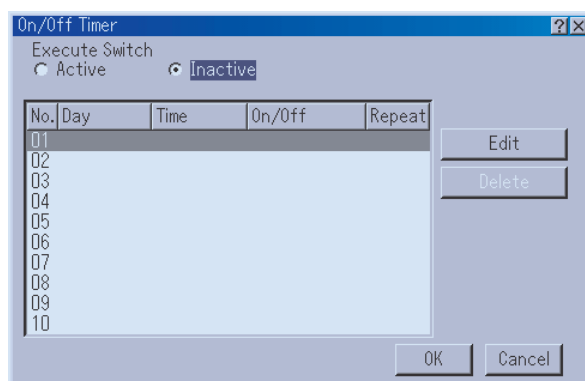 On/Off Timer
Execute Switch
Active Inactive
No. Day Time On/Off Repeat
01
02
03
04
05
06
07
08
09
10
Edit
Delete
OK Cancel